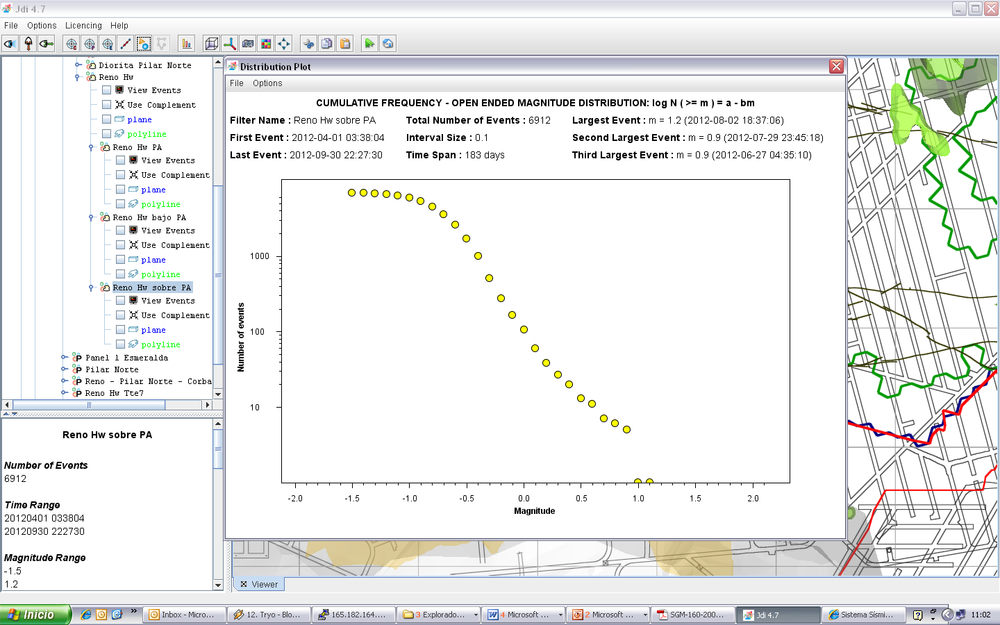 Jdi 4.7
File Options Licencing Help
Diorita Pilar Norte
Reno Hw
View Events
Use Complement
plane
polyline
Reno Hw PA
View Events
Use Complement
plane
polyline
Reno Hw bajo PA
View Events
Use Complement
plane
polyline
Reno Hw sobre PA
View Events
Use Complement
plane
polyline
Panel 1 Esmeralda
Pilar Norte
Reno - Pilar Norte - Corba
Reno Hw Tte7
Reno Hw sobre PA
Number of Events
6912
Time Range
20120401 033804
20120930 222730
Magnitude Range
-1.5
1.2
Distribution Plot
File Options
CUMULATIVE FREQUENCY - OPEN ENDED MAGNITUDE DISTRIBUTION: log N ( >= m ) = a - bm
Filter Name : Reno Hw sobre PA Total Number of Events : 6912 Largest Event : m = 1.2 (2012-08-02 18:37:06)
First Event : 2012-04-01 03:38:04 Interval Size : 0.1 Second Largest Event : m = 0.9 (2012-07-29 23:45:18)
Last Event : 2012-09-30 22:27:30 Time Span : 183 days Third Largest Event : m = 0.9 (2012-06-27 04:35:10)
1000
100
10
Number of events
-2.0 -1.5 -1.0 -0.5 0.0 0.5 1.0 1.5 2.0
Magnitude
Viewer
Inicio » Inbox - Micro... 12. Tryo - Blo... 165.182.164.... 3 Explorado... 4 Microsoft ... 2 Microsoft ... SGM-160-200... Jdi 4.7 Sistema Sísmi... 11:02